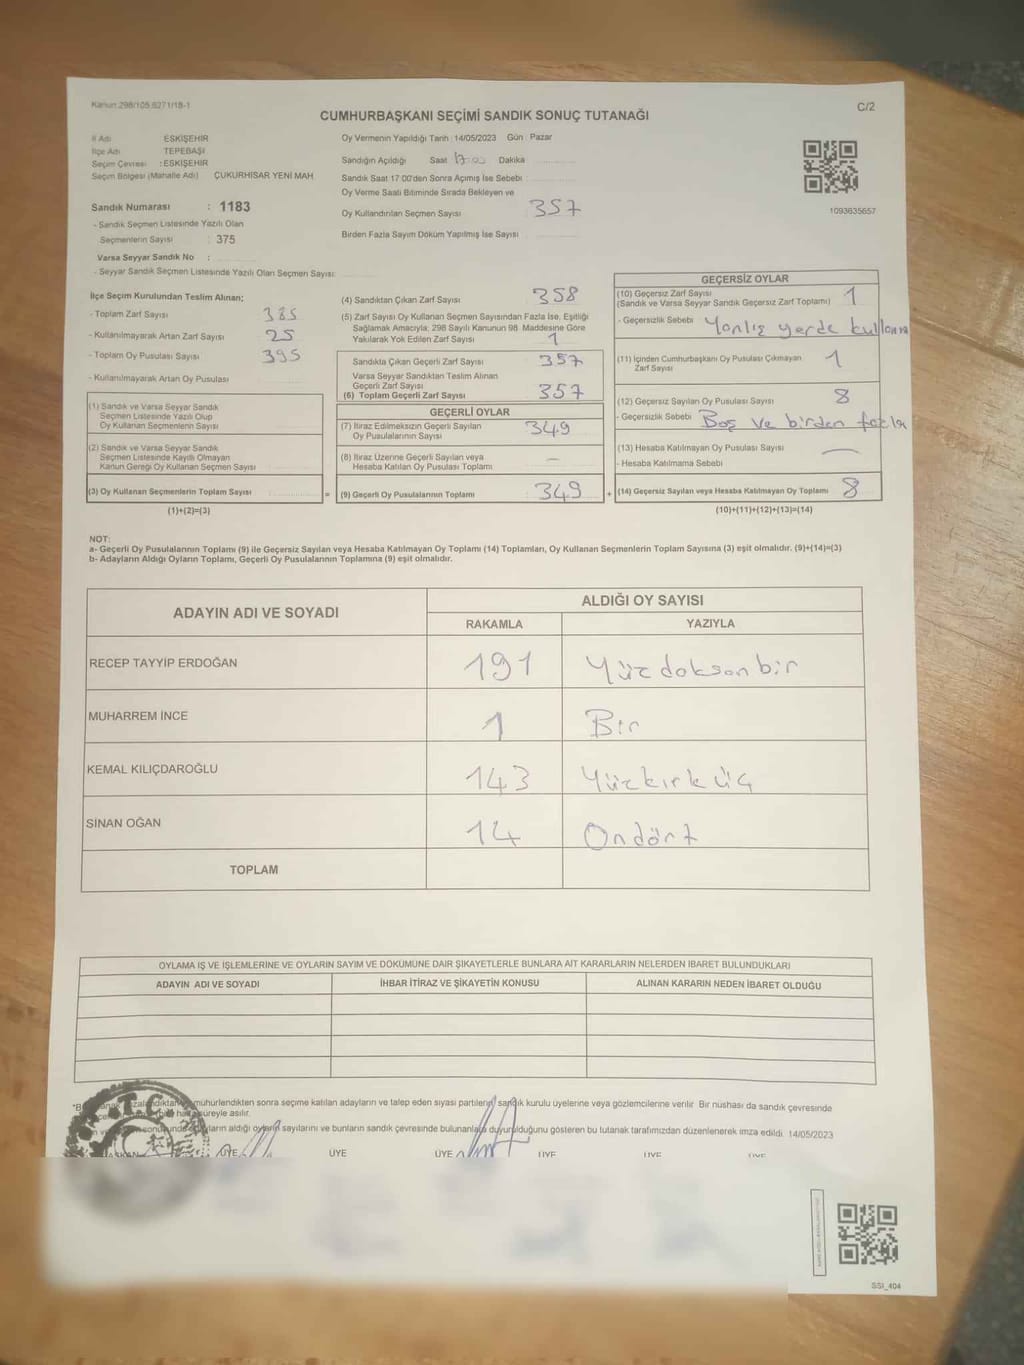 Kanun:298/105,6271/18-1
C/2
CUMHURBAŞKANI SEÇİMİ SANDIK SONUÇ TUTANAĞI
İl Adı ESKİŞEHİR
İlçe Adı TEPEBAŞI
Seçim Çevresi : ESKİŞEHİR
Seçim Bölgesi (Mahalle Adı) ÇUKURHİSAR YENİ MAH
Sandık Numarası : 1183
- Sandık Seçmen Listesinde Yazılı Olan
Seçmenlerin Sayısı : 375
Varsa Seyyar Sandık No :
- Seyyar Sandık Seçmen Listesinde Yazılı Olan Seçmen Sayısı:
Oy Vermenin Yapıldığı Tarih : 14/05/2023 Gün : Pazar
Sandığın Açıldığı Saat 17:00 Dakika
Sandık Saat 17.00'den Sonra Açımış İse Sebebi :
Oy Verme Saati Bitiminde Sırada Bekleyen ve
Oy Kullandırılan Seçmen Sayısı 357
Birden Fazla Sayım Döküm Yapılmış İse Sayısı
1093635657
İlçe Seçim Kurulundan Teslim Alınan;
- Toplam Zarf Sayısı 385
- Kullanılmayarak Artan Zarf Sayısı 25
- Toplam Oy Pusulası Sayısı 395
- Kullanılmayarak Artan Oy Pusulası
(1) Sandık ve Varsa Seyyar Sandık
Seçmen Listesinde Yazılı Olup
Oy Kullanan Seçmenlerin Sayısı
(2) Sandık ve Varsa Seyyar Sandık
Seçmen Listesinde Kayıtlı Olmayan
Kanun Gereği Oy Kullanan Seçmen Sayısı
(3) Oy Kullanan Seçmenlerin Toplam Sayısı =
(1)+(2)=(3)
(4) Sandıktan Çıkan Zarf Sayısı 358
(5) Zarf Sayısı Oy Kullanan Seçmen Sayısından Fazla İse, Eşitliği
Sağlamak Amacıyla; 298 Sayılı Kanunun 98. Maddesine Göre
Yakılarak Yok Edilen Zarf Sayısı 1
Sandıkta Çıkan Geçerli Zarf Sayısı 357
Varsa Seyyar Sandıktan Teslim Alınan
Geçerli Zarf Sayısı
(6) Toplam Geçerli Zarf Sayısı 357
GEÇERLİ OYLAR
(7) İtiraz Edilmeksizin Geçerli Sayılan
Oy Pusulalarının Sayısı 349
(8) İtiraz Üzerine Geçerli Sayılan veya
Hesaba Katılan Oy Pusulası Toplamı —
(9) Geçerli Oy Pusulalarının Toplamı 349 +
GEÇERSİZ OYLAR
(10) Geçersiz Zarf Sayısı
(Sandık ve Varsa Seyyar Sandık Geçersiz Zarf Toplamı) 1
- Geçersizlik Sebebi : Yanlış yerde kullanma
(11) İçinden Cumhurbaşkanı Oy Pusulası Çıkmayan
Zarf Sayısı 1
(12) Geçersiz Sayılan Oy Pusulası Sayısı 8
- Geçersizlik Sebebi : Boş ve birden fazla
(13) Hesaba Katılmayan Oy Pusulası Sayısı —
- Hesaba Katılmama Sebebi
(14) Geçersiz Sayılan veya Hesaba Katılmayan Oy Toplamı 8
(10)+(11)+(12)+(13)=(14)
NOT:
a- Geçerli Oy Pusulalarının Toplamı (9) ile Geçersiz Sayılan veya Hesaba Katılmayan Oy Toplamı (14) Toplamları, Oy Kullanan Seçmenlerin Toplam Sayısına (3) eşit olmalıdır. (9)+(14)=(3)
b- Adayların Aldığı Oyların Toplamı, Geçerli Oy Pusulalarının Toplamına (9) eşit olmalıdır.
ADAYIN ADI VE SOYADI
ALDIĞI OY SAYISI
RAKAMLA YAZIYLA
RECEP TAYYİP ERDOĞAN 191 Yüz doksan bir
MUHARREM İNCE 1 Bir
KEMAL KILIÇDAROĞLU 143 Yüzkırk üç
SİNAN OĞAN 14 Ondört
TOPLAM
OYLAMA İŞ VE İŞLEMLERİNE VE OYLARIN SAYIM VE DÖKÜMÜNE DAİR ŞİKAYETLERLE BUNLARA AİT KARARLARIN NELERDEN İBARET BULUNDUKLARI
ADAYIN ADI VE SOYADI İHBAR İTİRAZ VE ŞİKAYETİN KONUSU ALINAN KARARIN NEDEN İBARET OLDUĞU
mühürlendikten sonra seçime katılan adayların ve talep eden siyasi partilerin, sandık kurulu üyelerine veya gözlemcilerine verilir. Bir nüshası da sandık çevresinde
hafta süreyle asılır.
sonucunda adayların aldığı oyların sayılarını ve bunların sandık çevresinde bulunanlara duyurulduğunu gösteren bu tutanak tarafımızdan düzenlenerek imza edildi. 14/05/2023
BAŞKAN ÜYE ÜYE ÜYE ÜYE ÜYE ÜYE
T.C.
SSI_404